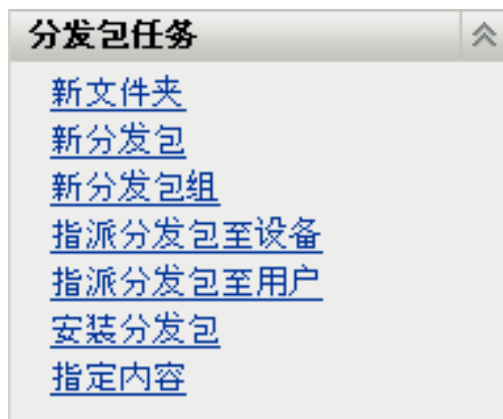 分发包任务
新文件夹
新分发包
新分发包组
指派分发包至设备
指派分发包至用户
安装分发包
指定内容